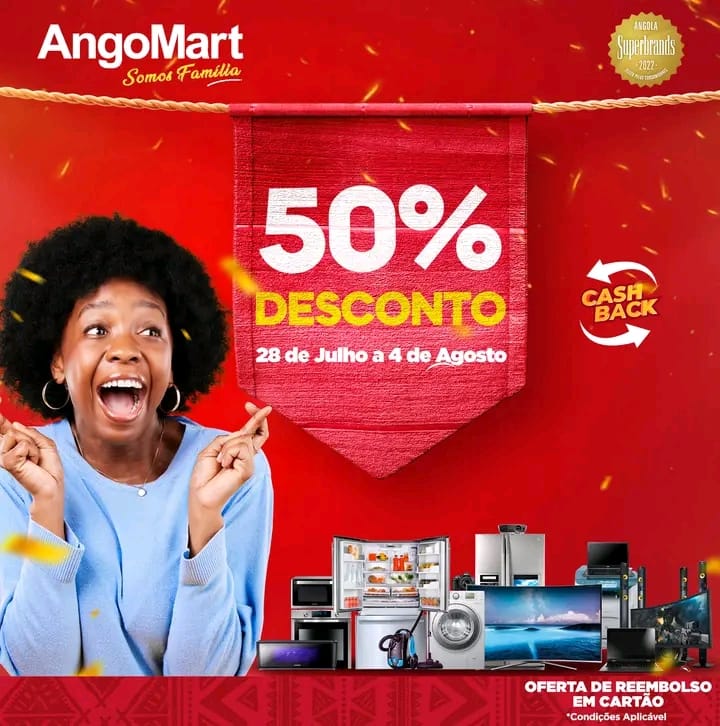 AngoMart
Somos Família
ANGOLA
Superbrands
2022
50%
DESCONTO
28 de Julho a 4 de Agosto
CASH
BACK
OFERTA DE REEMBOLSO
EM CARTÃO
*Condições Aplicável